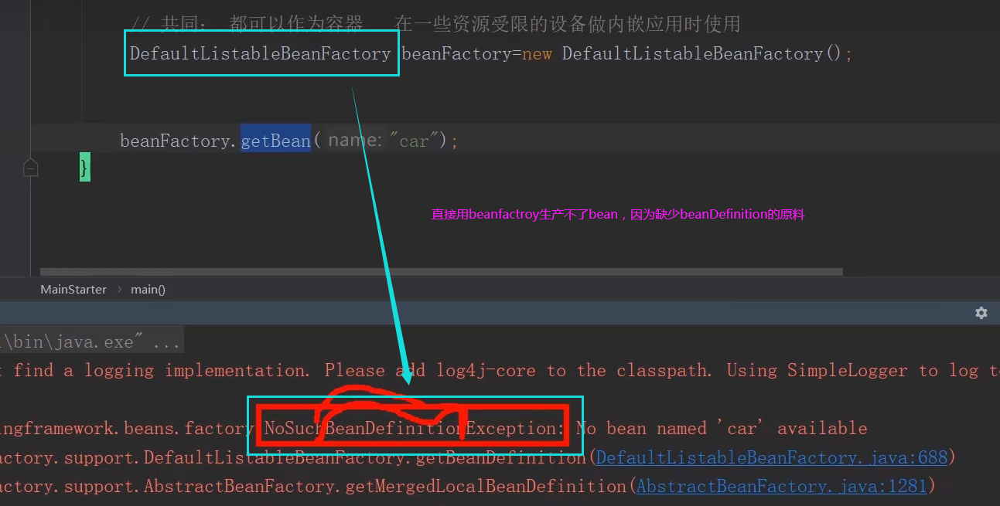 // 共同： 都可以作为容器 在一些资源受限的设备做内嵌应用时使用
DefaultListableBeanFactory beanFactory=new DefaultListableBeanFactory();
beanFactory.getBean( name: "car");
}
直接用beanfactroy生产不了bean，因为缺少beanDefinition的原料
MainStarter › main()
\bin\java.exe" ...
find a logging implementation. Please add log4j-core to the classpath. Using SimpleLogger to log t
ingframework.beans.factory.NoSuchBeanDefinitionException: No bean named 'car' available
actory.support.DefaultListableBeanFactory.getBeanDefinition(DefaultListableBeanFactory.java:688)
actory.support.AbstractBeanFactory.getMergedLocalBeanDefinition(AbstractBeanFactory.java:1281)